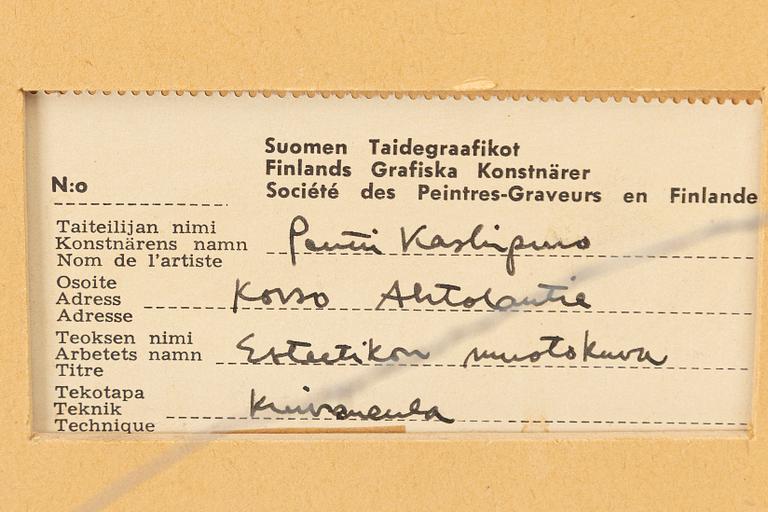 Suomen Taidegraafikot
Finlands Grafiska Konstnärer
Société des Peintres-Graveurs en Finlande
N:o
Taiteilijan nimi
Konstnärens namn
Nom de l'artiste
Pentti Kaskipuro
Osoite
Adress
Adresse
Korso Ahtolantie
Teoksen nimi
Arbetets namn
Titre
Esteetikon muotokuva
Tekotapa
Teknik
Technique
Kuivaneula